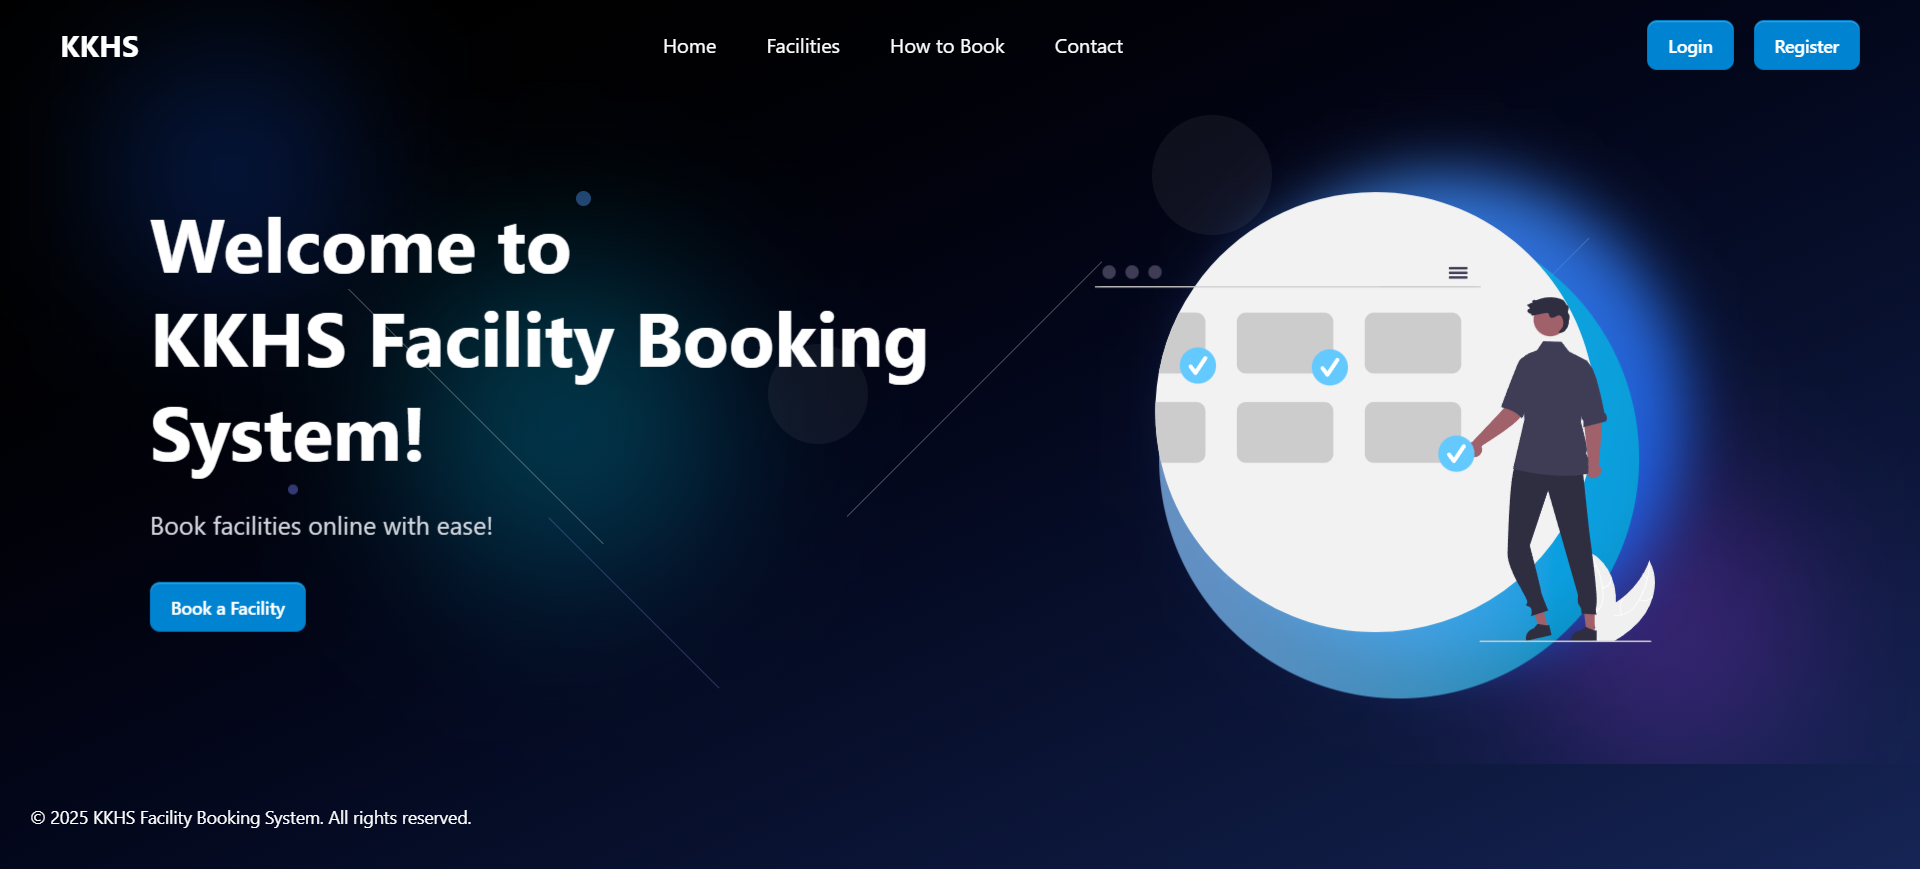 KKHS
Home
Facilities
How to Book
Contact
Login
Register
Welcome to
KKHS Facility Booking
System!
Book facilities online with ease!
Book a Facility
© 2025 KKHS Facility Booking System. All rights reserved.